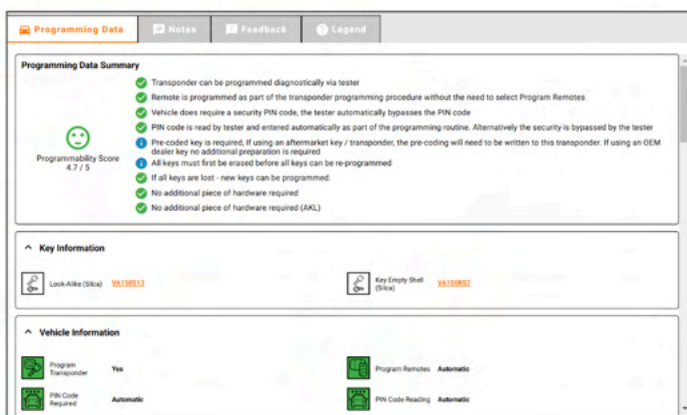 Programming Data
Notes
Feedback
Legend
Programming Data Summary
Transponder can be programmed diagnostically via tester
Remote is programmed as part of the transponder programming procedure without the need to select Program Remotes
Vehicle does require a security PIN code, the tester automatically bypasses the PIN code
PIN code is read by tester and entered automatically as part of the programming routine. Alternatively the security is bypassed by the tester
Pre-coded key is required, If using an aftermarket key / transponder, the pre-coding will need to be written to this transponder. If using an OEM
dealer key no additional preparation is required
All keys must first be erased before all keys can be re-programmed
If all keys are lost - new keys can be programmed.
No additional piece of hardware required
No additional piece of hardware required (AKL)
Programmability Score
4.7 / 5
Key Information
Look-Alike (Silca) VA150S13
Key Empty Shell
(Silca) VA150RS7
Vehicle Information
Program
Transponder Yes
Program Remotes Automatic
PIN Code
Required Automatic
PIN Code Reading Automatic